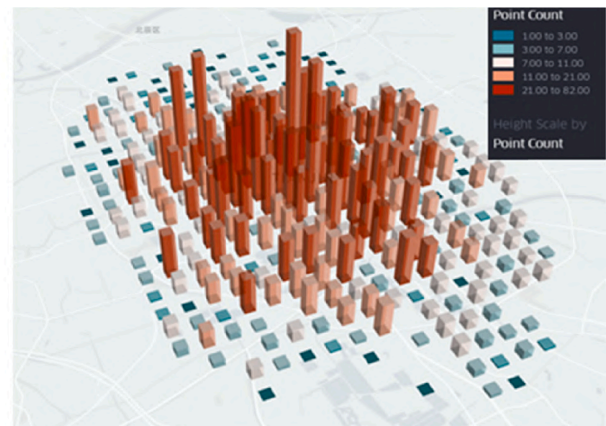 Point Count
1.00 to 3.00
3.00 to 7.00
7.00 to 11.00
11.00 to 21.00
21.00 to 82.00
Height Scale by
Point Count